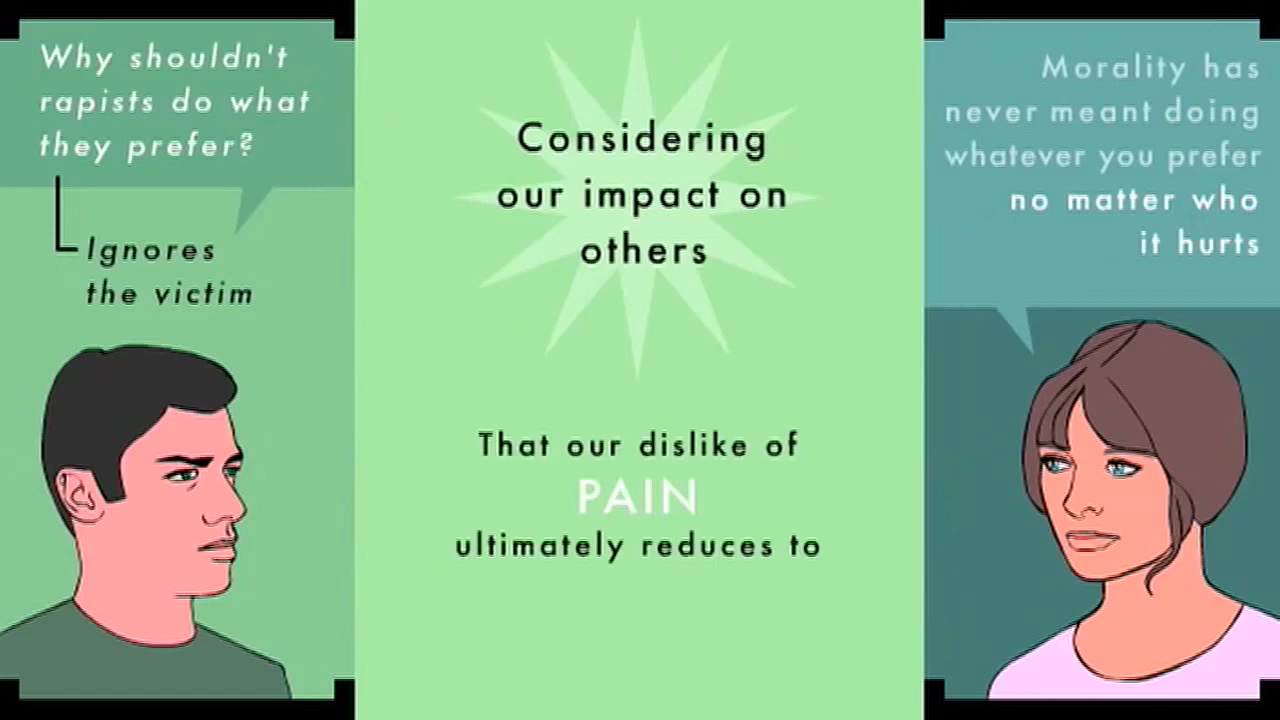 Why shouldn't
rapists do what
they prefer?
Ignores
the victim
Considering
our impact on
others
That our dislike of
PAIN
ultimately reduces to
Morality has
never meant doing
whatever you prefer
no matter who
it hurts